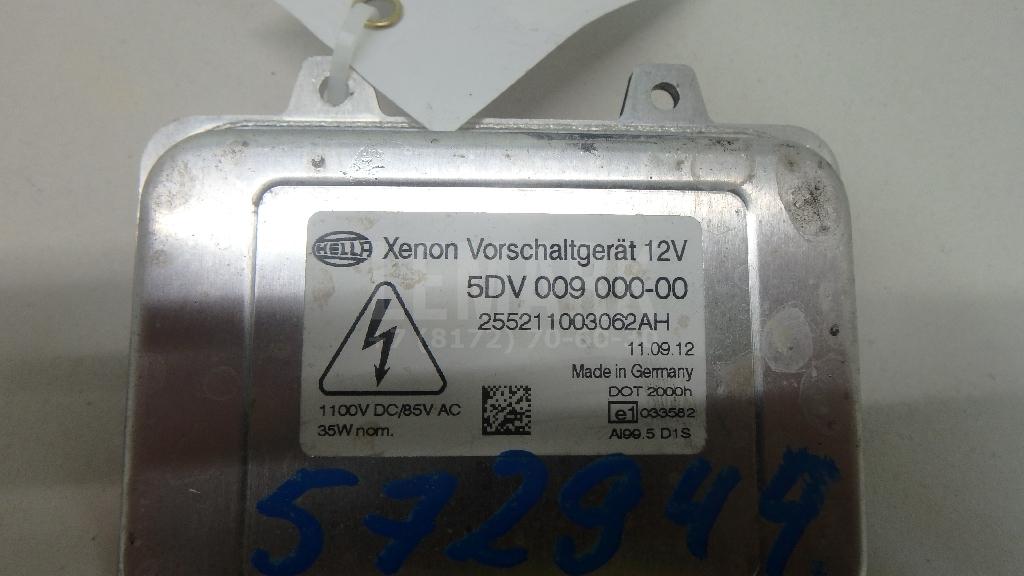 HELLA
Xenon Vorschaltgerät 12V
5DV 009 000-00
255211003062AH
11.09.12
Made in Germany
DOT 2000h
e1 033582
AI99.5 D1S
1100V DC/85V AC
35W nom.
572944